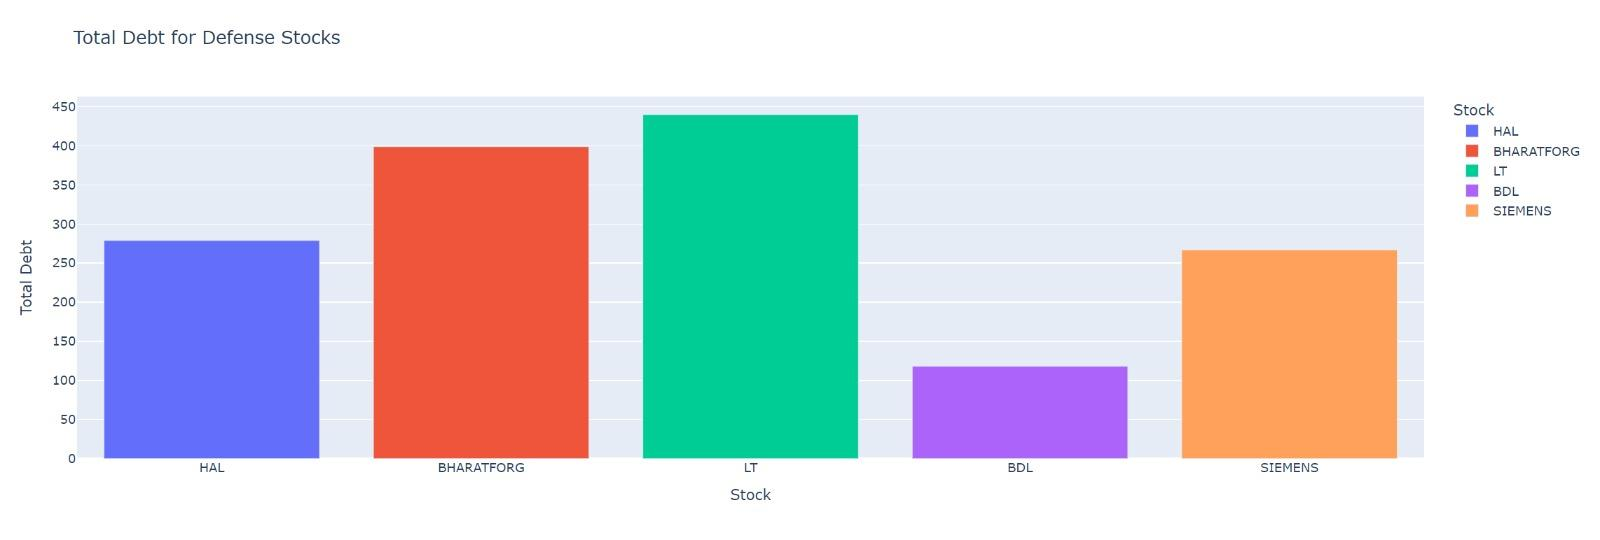 Total Debt for Defense Stocks
Total Debt
450
400
350
300
250
200
150
100
50
0
HAL
BHARATFORG
LT
BDL
SIEMENS
Stock
Stock
HAL
BHARATFORG
LT
BDL
SIEMENS